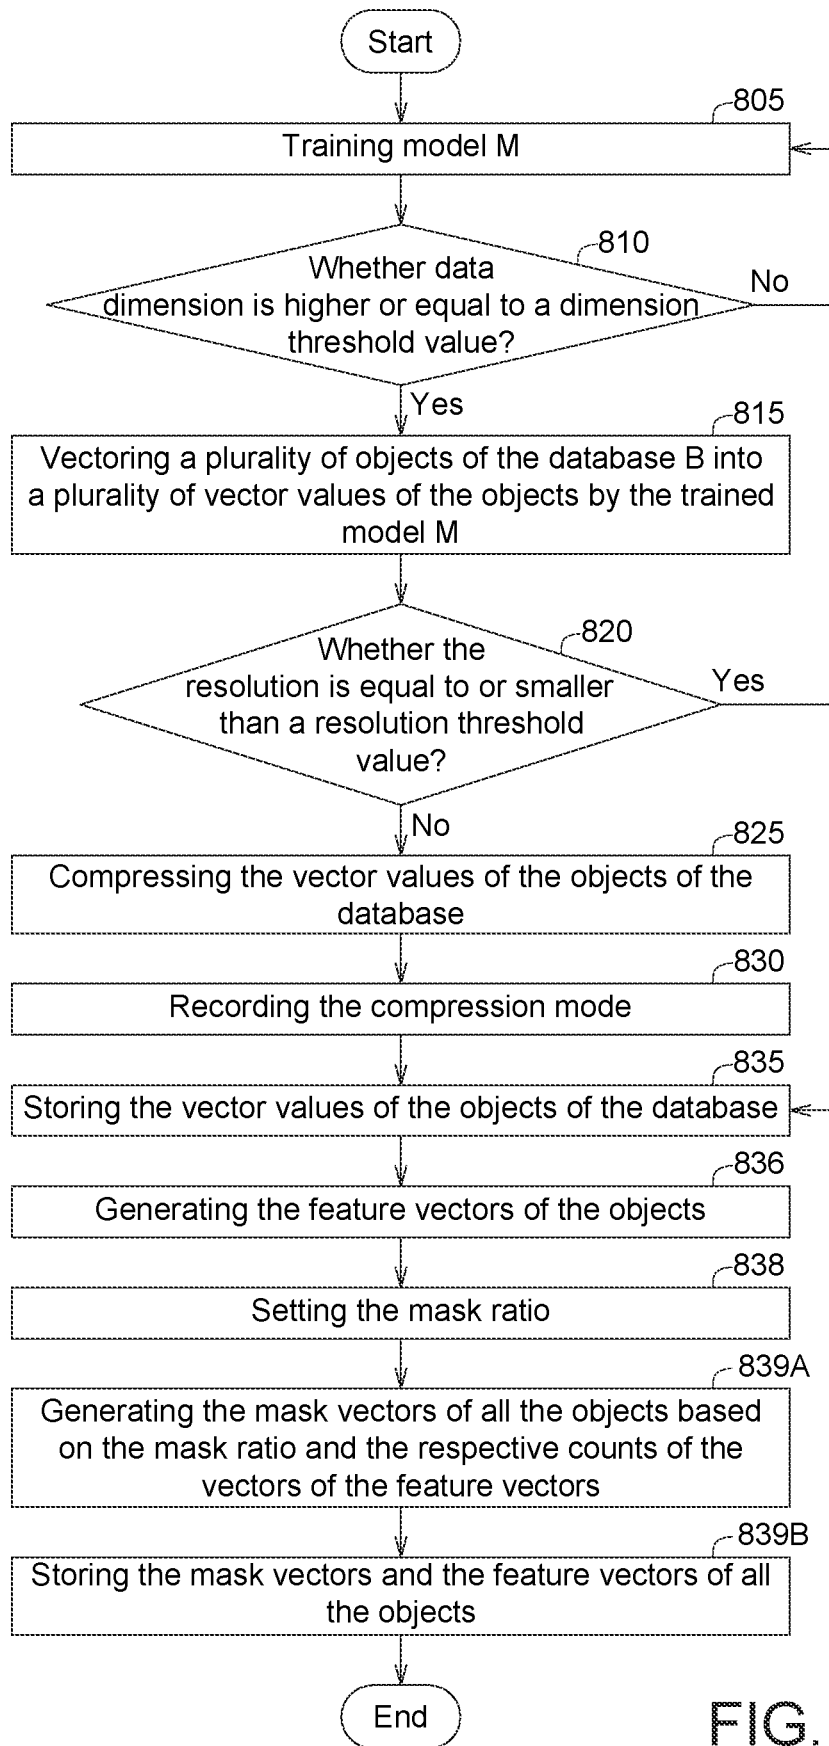 Start
805
Training model M
810
Whether data
dimension is higher or equal to a dimension
threshold value?
No
Yes
815
Vectoring a plurality of objects of the database B into
a plurality of vector values of the objects by the trained
model M
820
Whether the
resolution is equal to or smaller
than a resolution threshold
value?
Yes
No
825
Compressing the vector values of the objects of the
database
830
Recording the compression mode
835
Storing the vector values of the objects of the database
836
Generating the feature vectors of the objects
838
Setting the mask ratio
839A
Generating the mask vectors of all the objects based
on the mask ratio and the respective counts of the
vectors of the feature vectors
839B
Storing the mask vectors and the feature vectors of all
the objects
End
FIG.